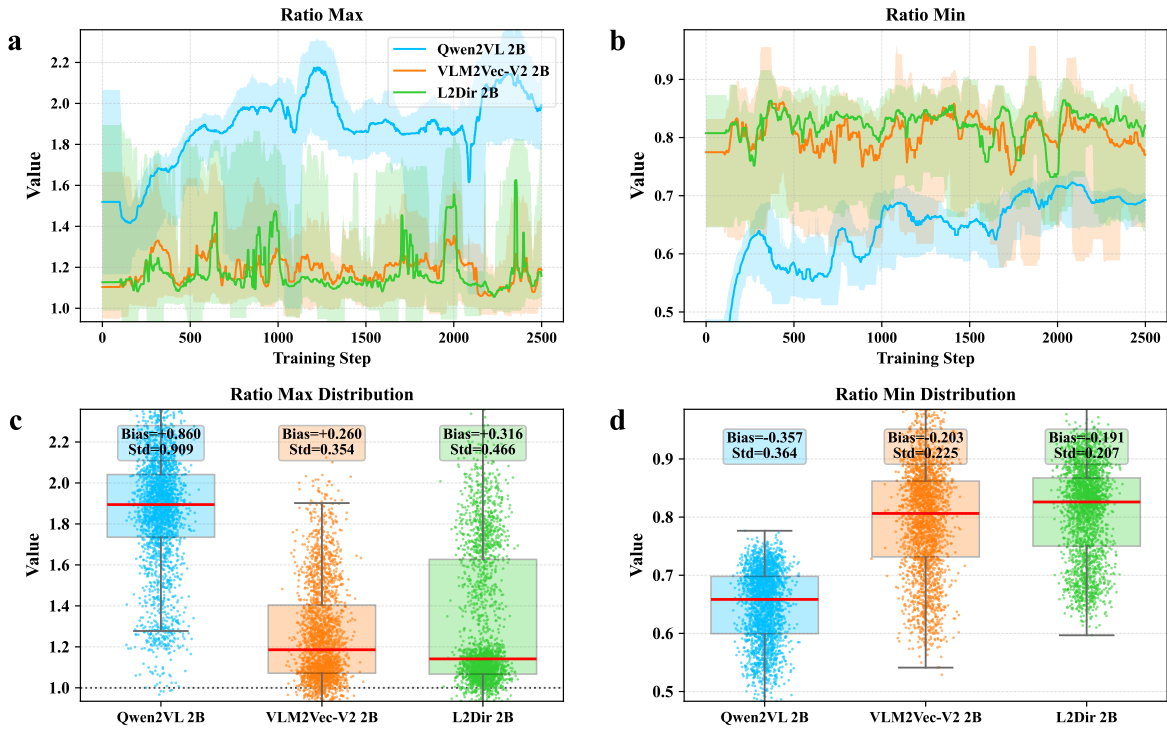 Ratio Max
a
Value
2.2
2.0
1.8
1.6
1.4
1.2
1.0
Qwen2VL 2B
VLM2Vec-V2 2B
L2Dir 2B
0
500
1000
1500
2000
2500
Training Step
Ratio Min
b
Value
0.9
0.8
0.7
0.6
0.5
0
500
1000
1500
2000
2500
Training Step
Ratio Max Distribution
c
Value
2.2
2.0
1.8
1.6
1.4
1.2
1.0
Bias=+0.860
Std=0.909
Bias=+0.260
Std=0.354
Bias=+0.316
Std=0.466
Qwen2VL 2B
VLM2Vec-V2 2B
L2Dir 2B
Ratio Min Distribution
d
Value
0.9
0.8
0.7
0.6
0.5
Bias=-0.357
Std=0.364
Bias=-0.203
Std=0.225
Bias=-0.191
Std=0.207
Qwen2VL 2B
VLM2Vec-V2 2B
L2Dir 2B